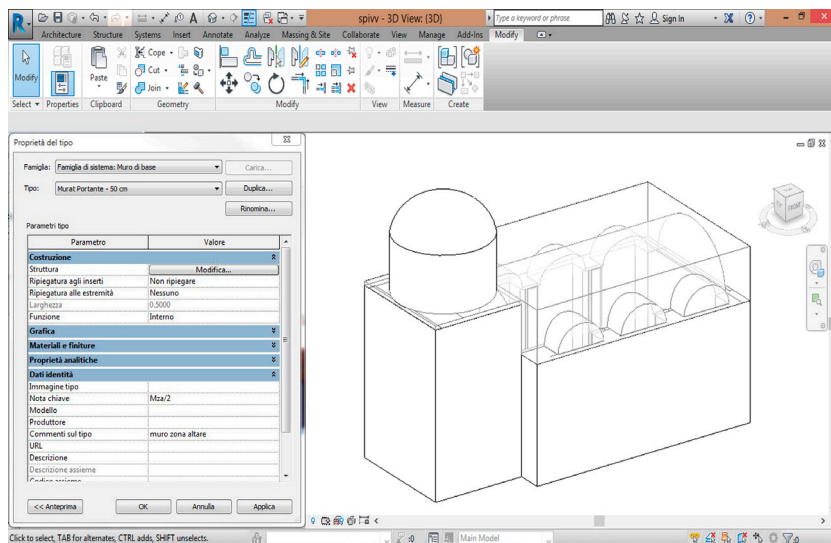 spivv - 3D View: {3D}
Type a keyword or phrase
Sign In
Architecture Structure Systems Insert Annotate Analyze Massing & Site Collaborate View Manage Add-Ins Modify
Modify
Paste
Cope
Cut
Join
Select Properties Clipboard Geometry Modify View Measure Create
Proprietà del tipo
Famiglia: Famiglia di sistema: Muro di base Carica...
Tipo: Murat Portante - 50 cm Duplica...
Rinomina...
Parametri tipo
Parametro Valore
Costruzione
Struttura Modifica...
Ripiegatura agli inserti Non ripiegare
Ripiegatura alle estremità Nessuno
Larghezza 0.5000
Funzione Interno
Grafica
Materiali e finiture
Proprietà analitiche
Dati identità
Immagine tipo
Nota chiave Mza/2
Modello
Produttore
Commenti sul tipo muro zona altare
URL
Descrizione
Descrizione assieme
Codice assieme
<< Anteprima OK Annulla Applica
FRONT
Click to select, TAB for alternates, CTRL adds, SHIFT unselects.
:0 Main Model
:0